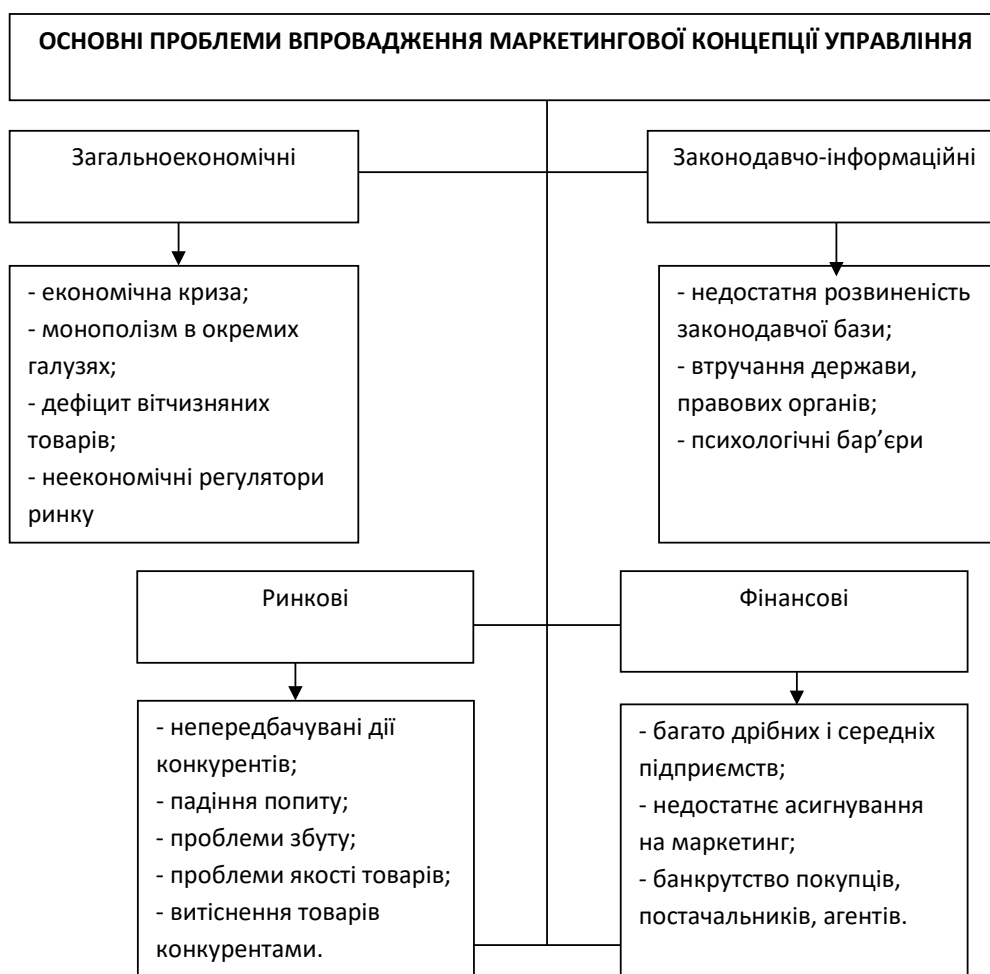 ОСНОВНІ ПРОБЛЕМИ ВПРОВАДЖЕННЯ МАРКЕТИНГОВОЇ КОНЦЕПЦІЇ УПРАВЛІННЯ
Загальноекономічні
Законодавчо-інформаційні
- економічна криза;
- монополізм в окремих
галузях;
- дефіцит вітчизняних
товарів;
- неекономічні регулятори
ринку
- недостатня розвиненість
законодавчої бази;
- втручання держави,
правових органів;
- психологічні бар’єри
Ринкові
Фінансові
- непередбачувані дії
конкурентів;
- падіння попиту;
- проблеми збуту;
- проблеми якості товарів;
- витіснення товарів
конкурентами.
- багато дрібних і середніх
підприємств;
- недостатнє асигнування
на маркетинг;
- банкрутство покупців,
постачальників, агентів.